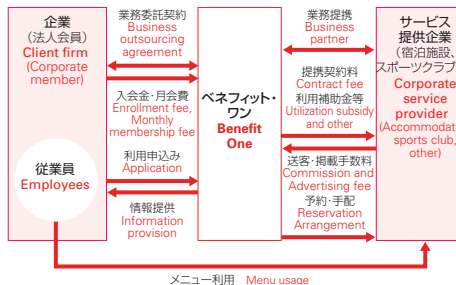 企業
(法人会員)
Client firm
(Corporate
member)
従業員
Employees
業務委託契約
Business
outsourcing
agreement
入会金・月会費
Enrollment fee,
Monthly
membership fee
利用申込み
Application
情報提供
Information
provision
ベネフィット・
ワン
Benefit
One
業務提携
Business
partner
提携契約料
Contract fee
利用補助金等
Utilization subsidy
and other
送客・掲載手数料
Commission and
Advertising fee
予約・手配
Reservation
Arrangement
サービス
提供企業
(宿泊施設、
スポーツクラブ
Corporate
service
provider
(Accommodat
sports club,
other)
メニュー利用 Menu usage